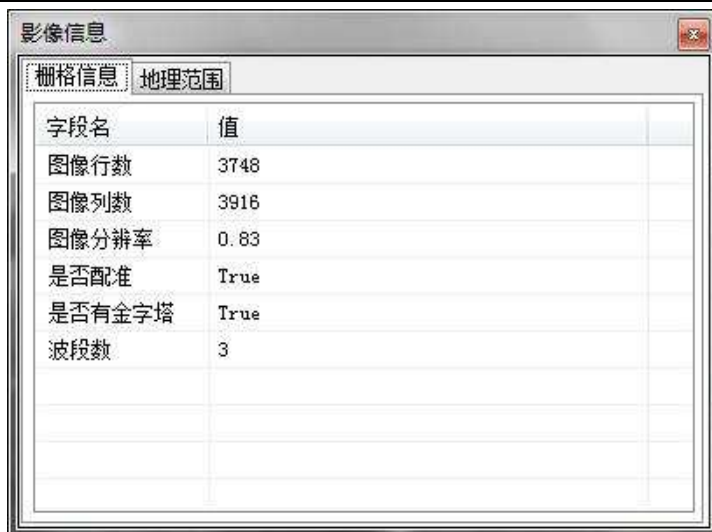 影像信息
栅格信息 地理范围
字段名 值
图像行数 3748
图像列数 3916
图像分辨率 0.83
是否配准 True
是否有金字塔 True
波段数 3